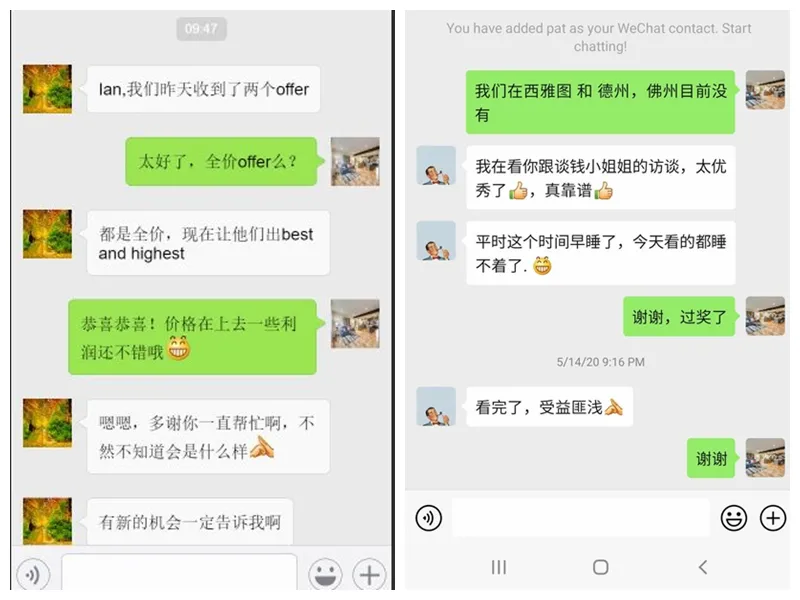 09:47
Ian,我们昨天收到了两个offer
太好了，全价offer么？
都是全价，现在让他们出best
and highest
恭喜恭喜！价格在上去一些利
润还不错哦
嗯嗯，多谢你一直帮忙啊，不
然不知道会是什么样
有新的机会一定告诉我啊
You have added pat as your WeChat contact. Start
chatting!
我们在西雅图 和 德州，佛州目前没
有
我在看你跟谈钱小姐姐的访谈，太优
秀了，真靠谱
平时这个时间早睡了，今天看的都睡
不着了.
谢谢，过奖了
5/14/20 9:16 PM
看完了，受益匪浅
谢谢